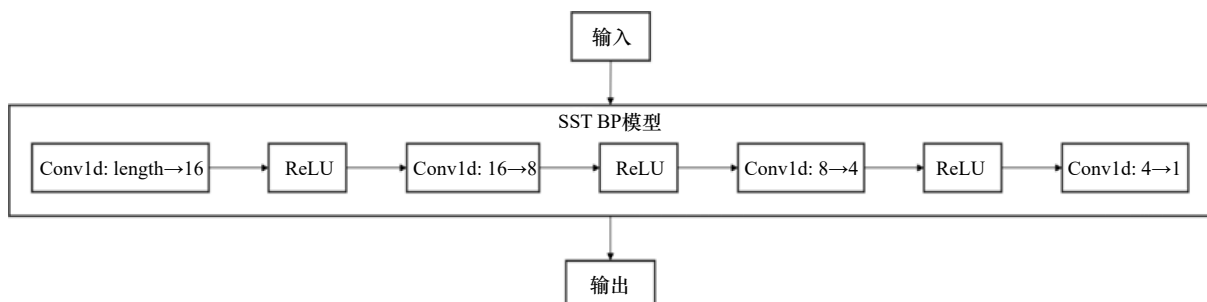 输入
SST BP模型
Conv1d: length→16
ReLU
Conv1d: 16→8
ReLU
Conv1d: 8→4
ReLU
Conv1d: 4→1
输出